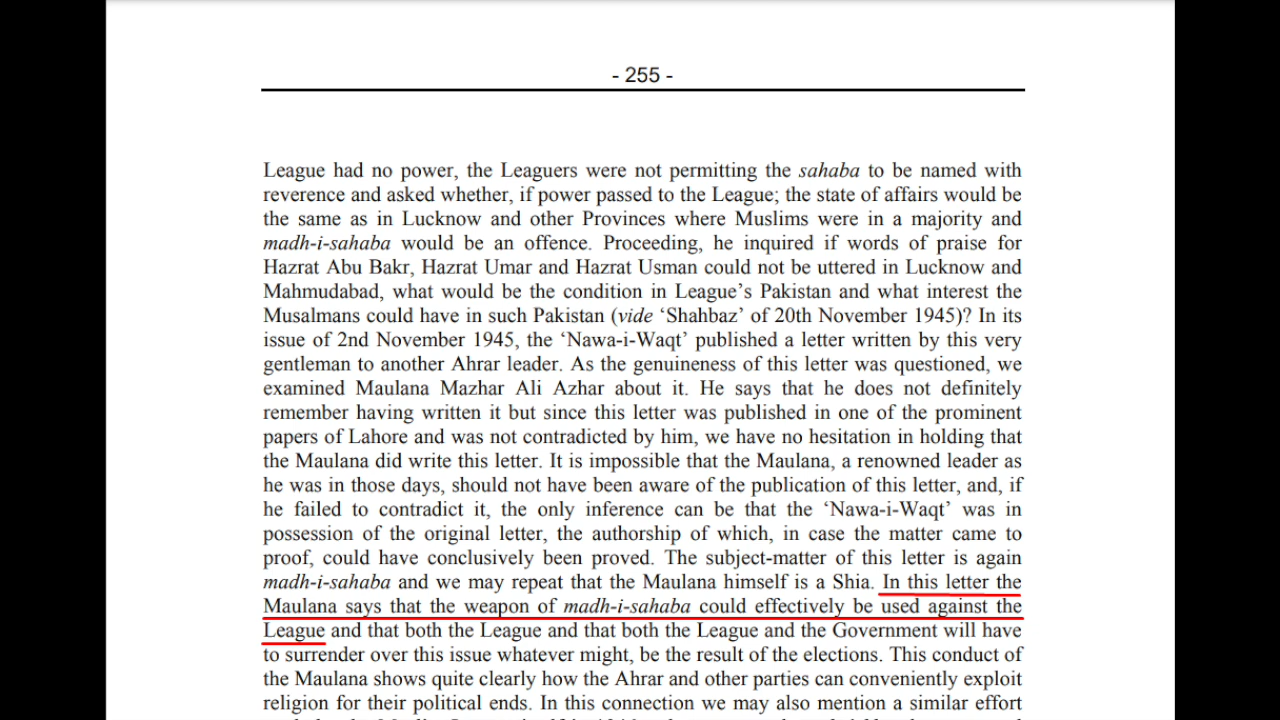 - 255 -
League had no power, the Leaguers were not permitting the sahaba to be named with
reverence and asked whether, if power passed to the League; the state of affairs would be
the same as in Lucknow and other Provinces where Muslims were in a majority and
madh-i-sahaba would be an offence. Proceeding, he inquired if words of praise for
Hazrat Abu Bakr, Hazrat Umar and Hazrat Usman could not be uttered in Lucknow and
Mahmudabad, what would be the condition in League's Pakistan and what interest the
Musalmans could have in such Pakistan (vide ‘Shahbaz’ of 20th November 1945)? In its
issue of 2nd November 1945, the ‘Nawa-i-Waqt’ published a letter written by this very
gentleman to another Ahrar leader. As the genuineness of this letter was questioned, we
examined Maulana Mazhar Ali Azhar about it. He says that he does not definitely
remember having written it but since this letter was published in one of the prominent
papers of Lahore and was not contradicted by him, we have no hesitation in holding that
the Maulana did write this letter. It is impossible that the Maulana, a renowned leader as
he was in those days, should not have been aware of the publication of this letter, and, if
he failed to contradict it, the only inference can be that the ‘Nawa-i-Waqt’ was in
possession of the original letter, the authorship of which, in case the matter came to
proof, could have conclusively been proved. The subject-matter of this letter is again
madh-i-sahaba and we may repeat that the Maulana himself is a Shia. In this letter the
Maulana says that the weapon of madh-i-sahaba could effectively be used against the
League and that both the League and that both the League and the Government will have
to surrender over this issue whatever might, be the result of the elections. This conduct of
the Maulana shows quite clearly how the Ahrar and other parties can conveniently exploit
religion for their political ends. In this connection we may also mention a similar effort